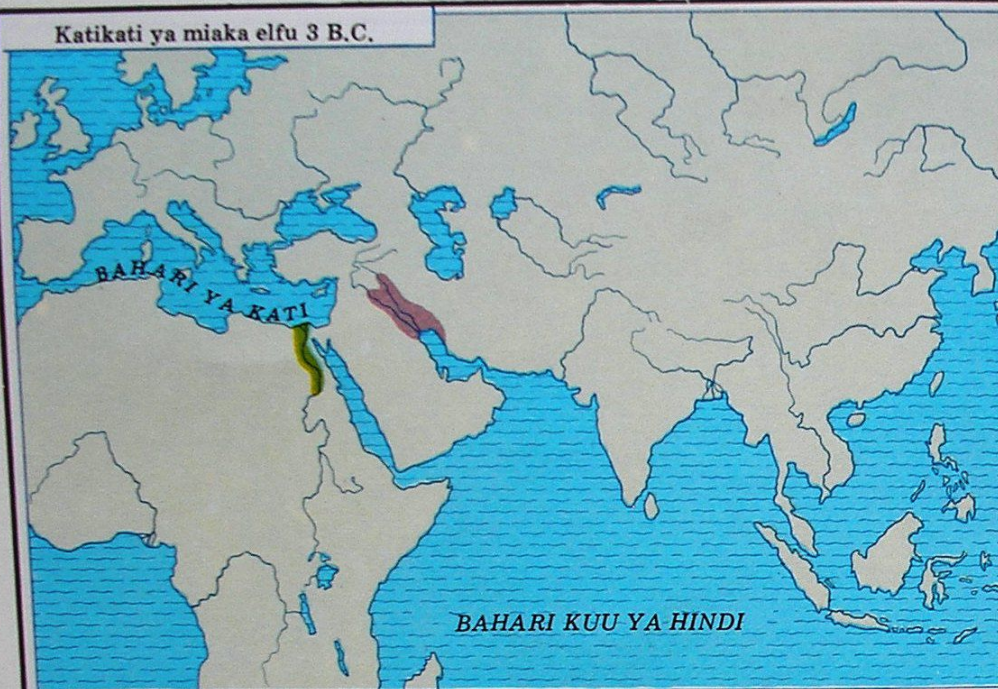 Katikati ya miaka elfu 3 B.C.
BAHARI YA KATI
BAHARI KUU YA HINDI